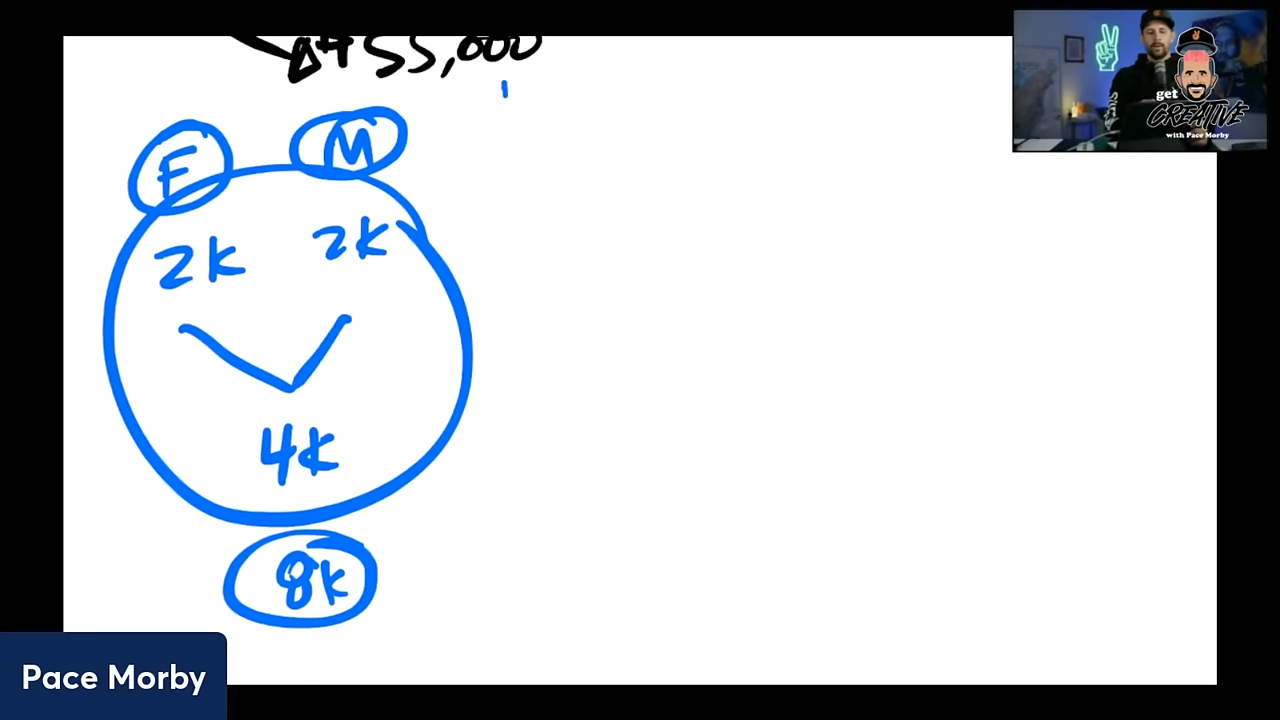 $455,000
F M
2K 2K
4K
8K
get
CREATIVE
with Pace Morby
Pace Morby